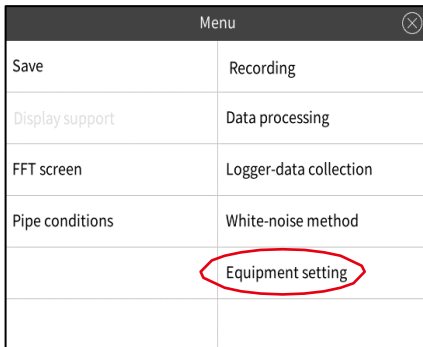 Menu
Save
Recording
Display support
Data processing
FFT screen
Logger-data collection
Pipe conditions
White-noise method
Equipment setting